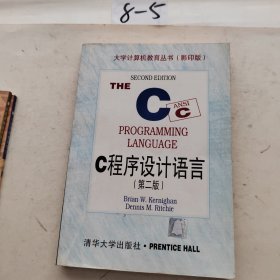 8-5
大学计算机教育丛书（影印版）
SECOND EDITION
THE
C
ANSI
C
PROGRAMMING
LANGUAGE
C程序设计语言
（第二版）
Brian W. Kernighan
Dennis M. Ritchie
清华大学出版社·PRENTICE HALL